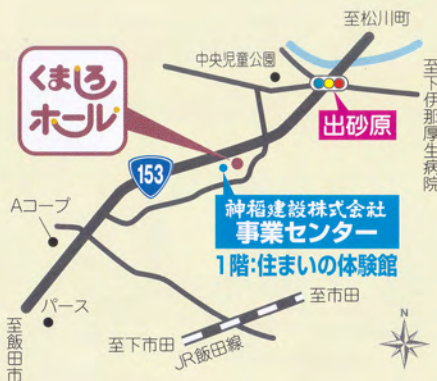 至松川町
中央児童公園
至下伊那厚生病院
くましろ
ホール
出砂原
153
神稲建設株式会社
事業センター
1階:住まいの体験館
Aコープ
パース
至飯田市
至市田
至下市田
JR飯田線
N